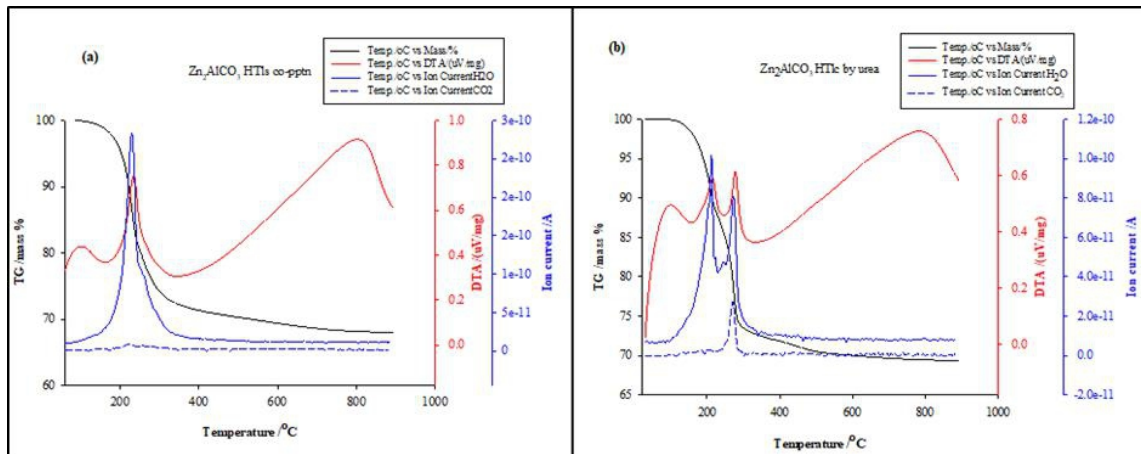 (a)
Zn2AlCO3 HTls co-pptn
Temp./oC vs Mass/%
Temp./oC vs DTA/(uV/mg)
Temp./oC vs Ion CurrentH2O
Temp./oC vs Ion CurrentCO2
TG /mass %
100
90
80
70
60
0
200
400
600
800
1000
Temperature /OC
1.0
0.8
0.6
0.4
0.2
0.0
DTA /(uV/mg)
3e-10
2e-10
2e-10
1e-10
5e-11
0
Ion current /A
(b)
Zn2AlCO3 HTlc by urea
Temp./oC vs Mass/%
Temp./oC vs DTA/(uV/mg)
Temp./oC vs Ion Current H2O
Temp./oC vs Ion Current CO2
TG /mass %
100
95
90
85
80
75
70
65
0
200
400
600
800
1000
Temperature /OC
0.8
0.6
0.4
0.2
0.0
DTA /(uV/mg)
1.2e-10
1.0e-10
8.0e-11
6.0e-11
4.0e-11
2.0e-11
0.0
-2.0e-11
Ion current /A